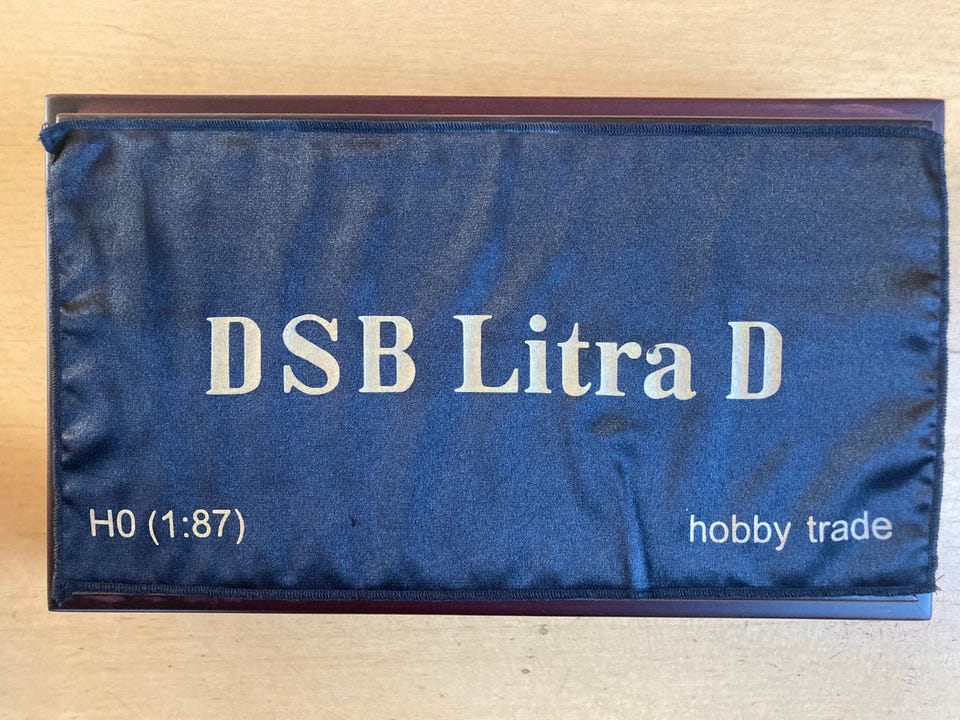 DSB Litra D
H0 (1:87)
hobby trade